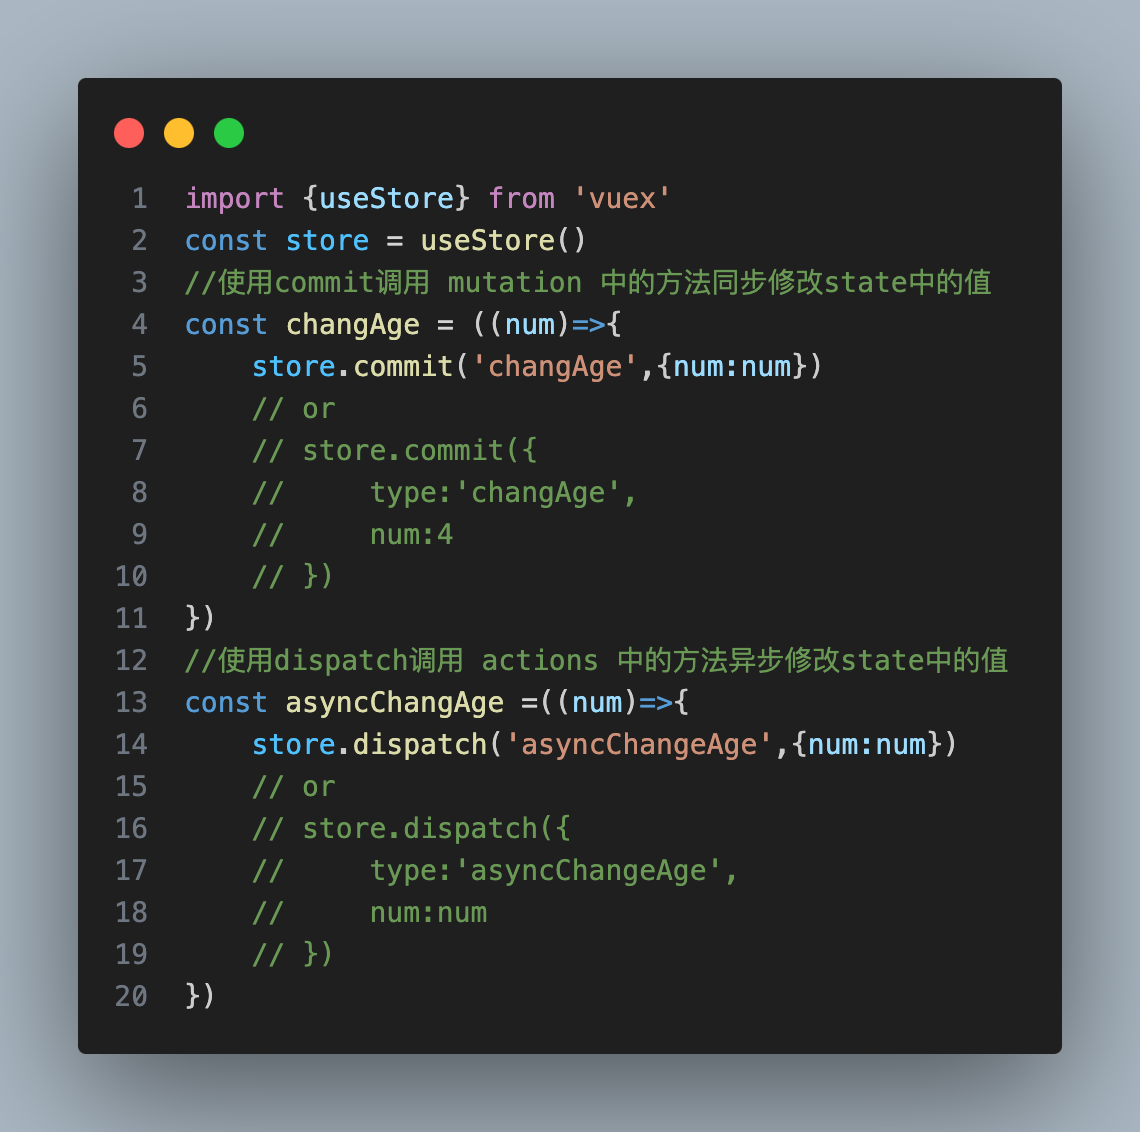 1 import {useStore} from 'vuex'
2 const store = useStore()
3 //使用commit调用 mutation 中的方法同步修改state中的值
4 const changAge = ((num)=>{
5     store.commit('changAge',{num:num})
6     // or
7     // store.commit({
8     //     type:'changAge',
9     //     num:4
10     // })
11 })
12 //使用dispatch调用 actions 中的方法异步修改state中的值
13 const asyncChangAge =((num)=>{
14     store.dispatch('asyncChangeAge',{num:num})
15     // or
16     // store.dispatch({
17     //     type:'asyncChangeAge',
18     //     num:num
19     // })
20 })